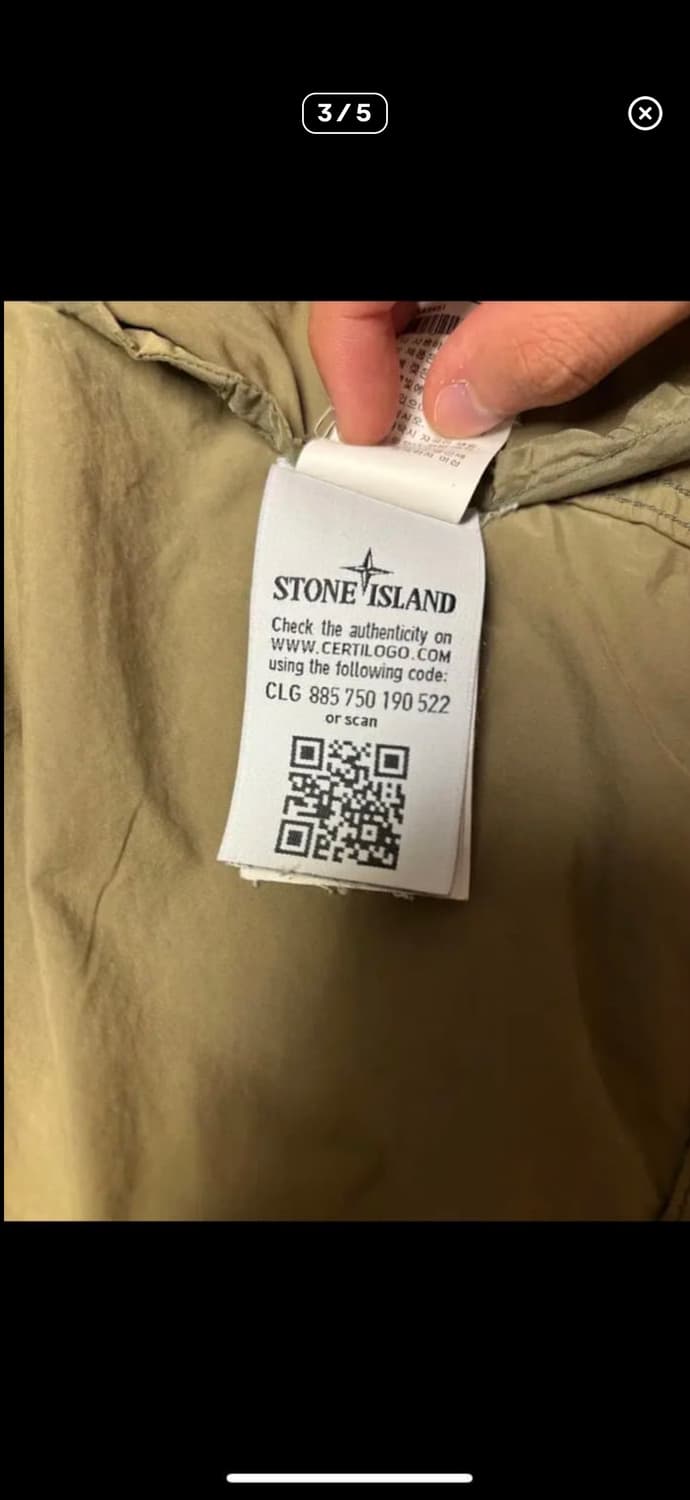 3/5
STONE ISLAND
Check the authenticity on
WWW.CERTILOGO.COM
using the following code:
CLG 885 750 190 522
or scan